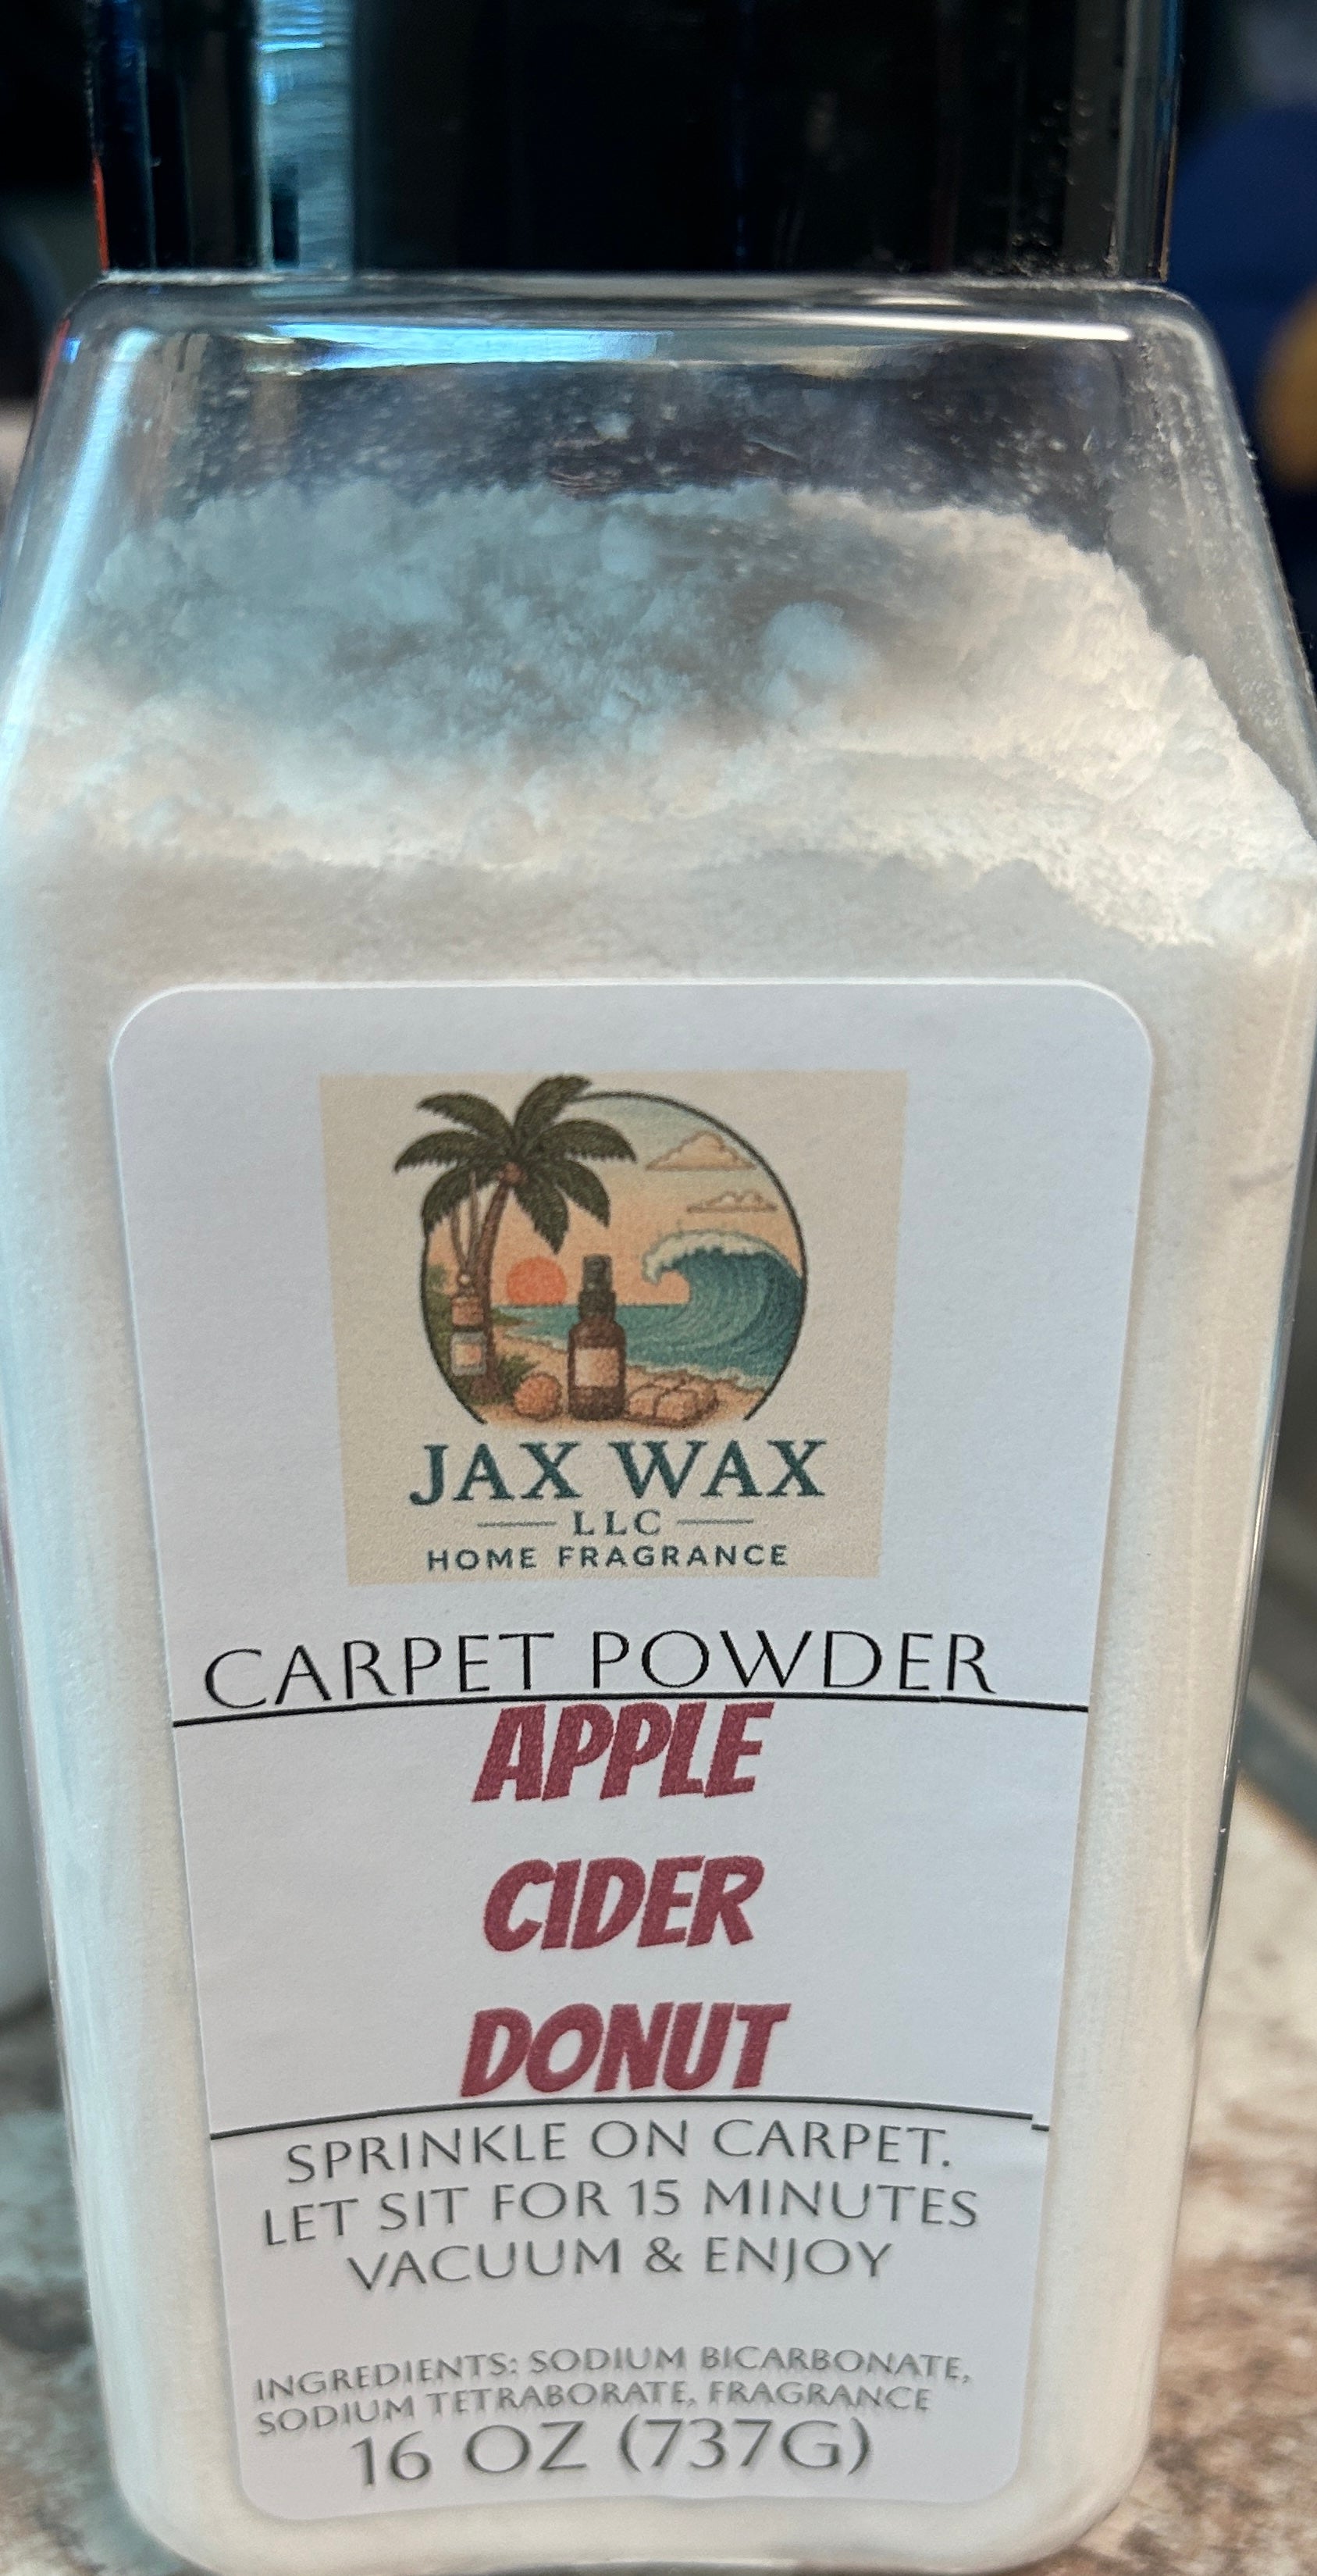 JAX WAX
LLC
HOME FRAGRANCE
CARPET POWDER
APPLE
CIDER
DONUT
SPRINKLE ON CARPET.
LET SIT FOR 15 MINUTES
VACUUM & ENJOY
INGREDIENTS: SODIUM BICARBONATE,
SODIUM TETRABORATE, FRAGRANCE
16 OZ (737G)